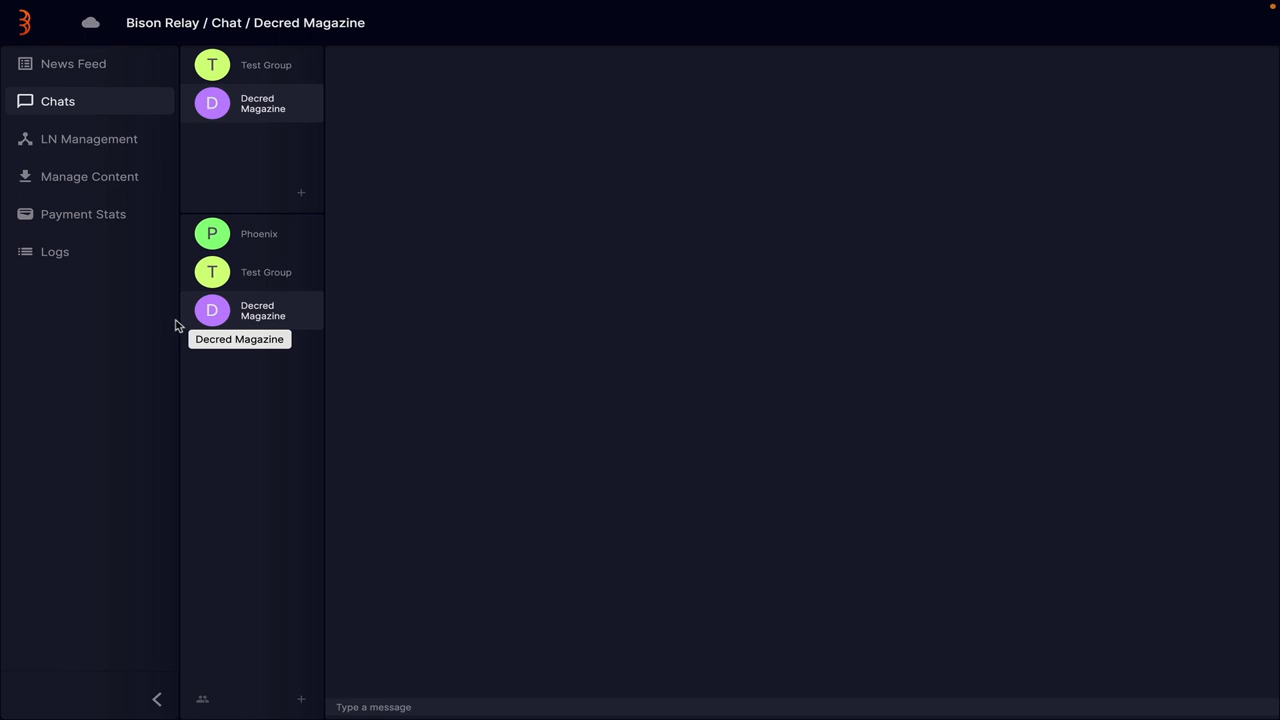 Bison Relay / Chat / Decred Magazine
News Feed
Chats
LN Management
Manage Content
Payment Stats
Logs
T Test Group
D Decred
Magazine
+
P Phoenix
T Test Group
D Decred
Magazine
Decred Magazine
+
Type a message